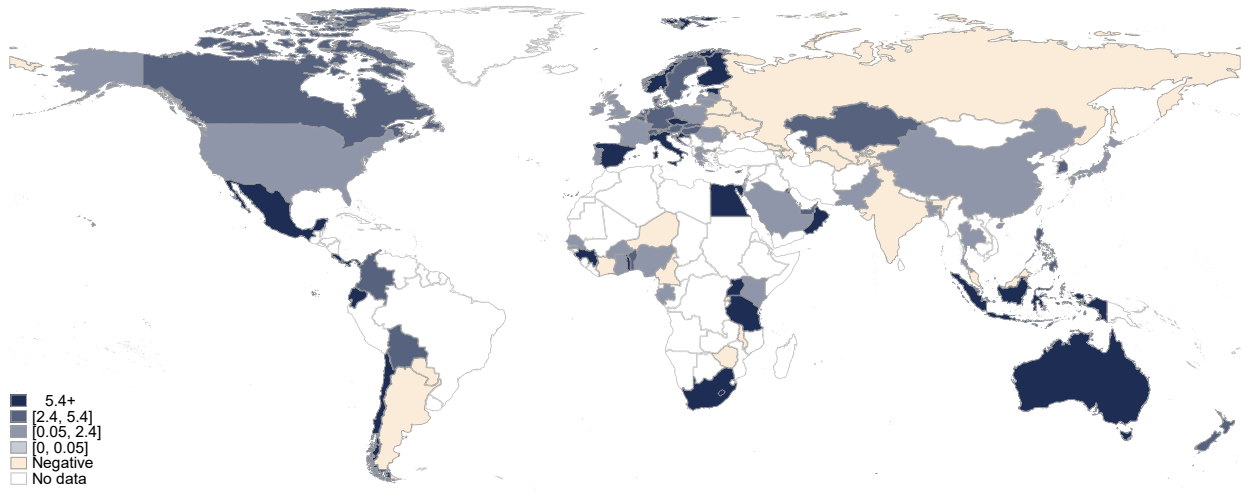 5.4+
[2.4, 5.4]
[0.05, 2.4]
[0, 0.05]
Negative
No data